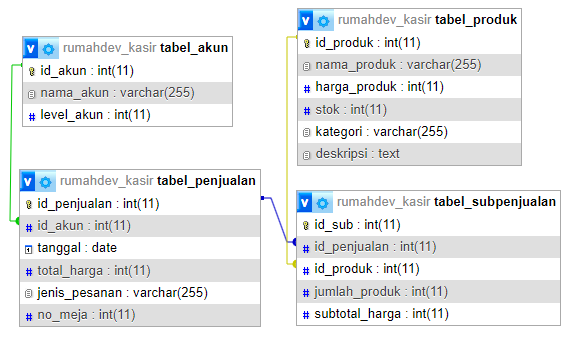 rumahdev_kasir tabel_akun
id_akun : int(11)
nama_akun : varchar(255)
level_akun : int(11)
rumahdev_kasir tabel_produk
id_produk : int(11)
nama_produk : varchar(255)
harga_produk : int(11)
stok : int(11)
kategori : varchar(255)
deskripsi : text
rumahdev_kasir tabel_penjualan
id_penjualan : int(11)
id_akun : int(11)
tanggal : date
total_harga : int(11)
jenis_pesanan : varchar(255)
no_meja : int(11)
rumahdev_kasir tabel_subpenjualan
id_sub : int(11)
id_penjualan : int(11)
id_produk : int(11)
jumlah_produk : int(11)
subtotal_harga : int(11)